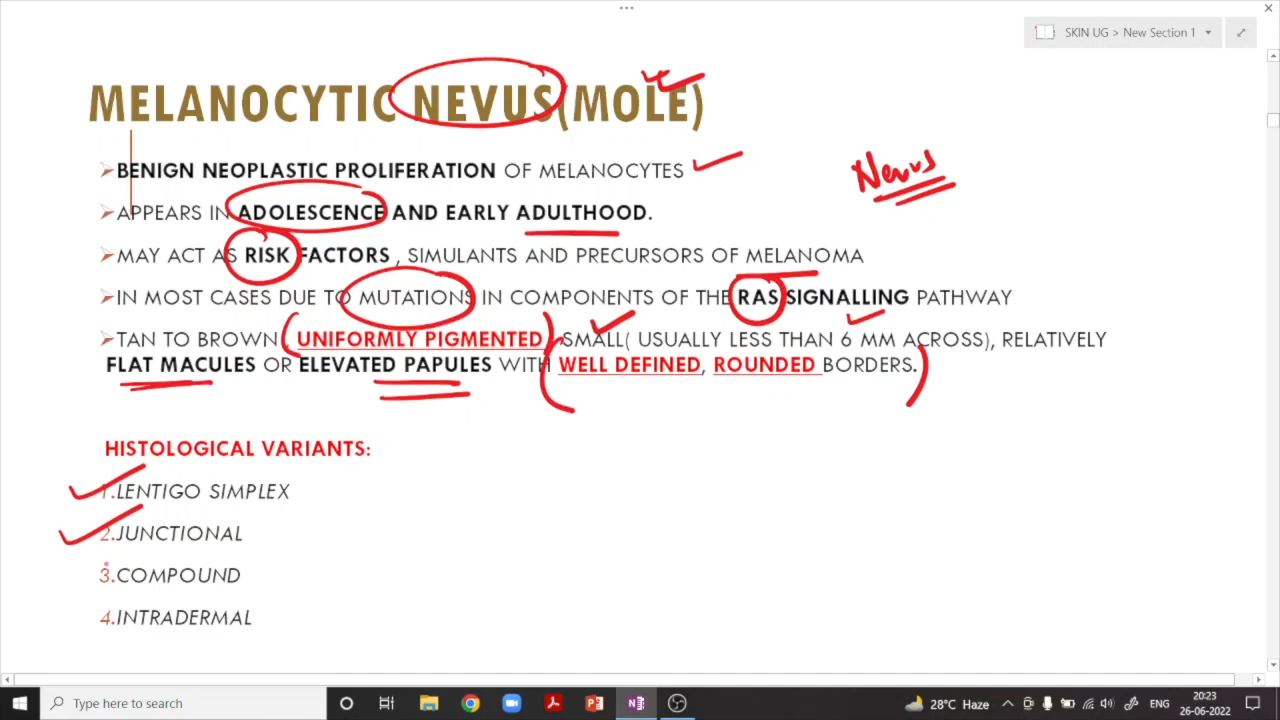 SKIN UG > New Section 1
MELANOCYTIC NEVUS(MOLE)
Nevus
➢BENIGN NEOPLASTIC PROLIFERATION OF MELANOCYTES
➢APPEARS IN ADOLESCENCE AND EARLY ADULTHOOD.
➢MAY ACT AS RISK FACTORS , SIMULANTS AND PRECURSORS OF MELANOMA
➢IN MOST CASES DUE TO MUTATIONS IN COMPONENTS OF THE RAS SIGNALLING PATHWAY
➢TAN TO BROWN , UNIFORMLY PIGMENTED, SMALL( USUALLY LESS THAN 6 MM ACROSS), RELATIVELY
FLAT MACULES OR ELEVATED PAPULES WITH WELL DEFINED, ROUNDED BORDERS.
HISTOLOGICAL VARIANTS:
1.LENTIGO SIMPLEX
2.JUNCTIONAL
3.COMPOUND
4.INTRADERMAL
Type here to search
28°C Haze
ENG
20:23
26-06-2022